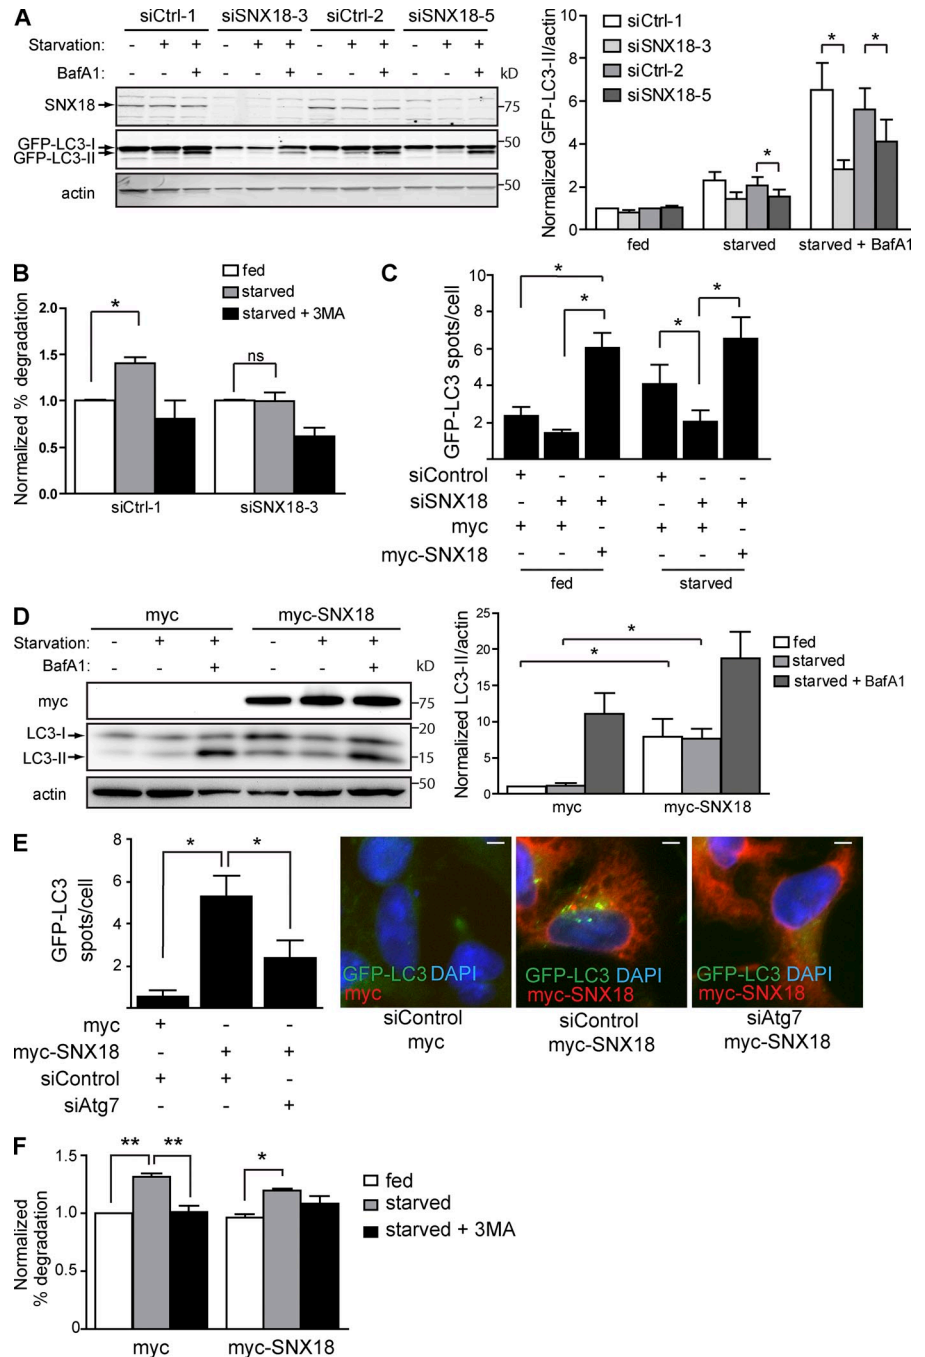 A
siCtrl-1 siSNX18-3 siCtrl-2 siSNX18-5
Starvation: - + + - + + - + + - + +
BafA1: - - + - - + - - + - - + kD
SNX18 75
GFP-LC3-I 50
GFP-LC3-II
actin 50
Normalized GFP-LC3-II/actin
10
8
6
4
2
0
siCtrl-1
siSNX18-3
siCtrl-2
siSNX18-5
* * *
fed starved starved + BafA1
B
Normalized % degradation
2.0
1.5
1.0
0.5
0.0
fed
starved
starved + 3MA
* ns
siCtrl-1 siSNX18-3
C
GFP-LC3 spots/cell
10
8
6
4
2
* * * *
siControl + - - + - -
siSNX18 - + + - + +
myc + + - + + -
myc-SNX18 - - + - - +
fed starved
D
myc myc-SNX18
Starvation: - + + - + +
BafA1: - - + - - + kD
myc 75
LC3-I 20
LC3-II 15
actin 50
Normalized LC3-II/actin
25
20
15
10
5
0
* *
fed
starved
starved + BafA1
myc myc-SNX18
E
GFP-LC3
spots/cell
8
6
4
2
* *
myc + - -
myc-SNX18 - + +
siControl + + -
siAtg7 - - +
GFP-LC3 DAPI
myc
siControl
myc
GFP-LC3 DAPI
myc-SNX18
siControl
myc-SNX18
GFP-LC3 DAPI
myc-SNX18
siAtg7
myc-SNX18
F
Normalized
% degradation
1.5
1.0
0.5
0
** ** *
fed
starved
starved + 3MA
myc myc-SNX18